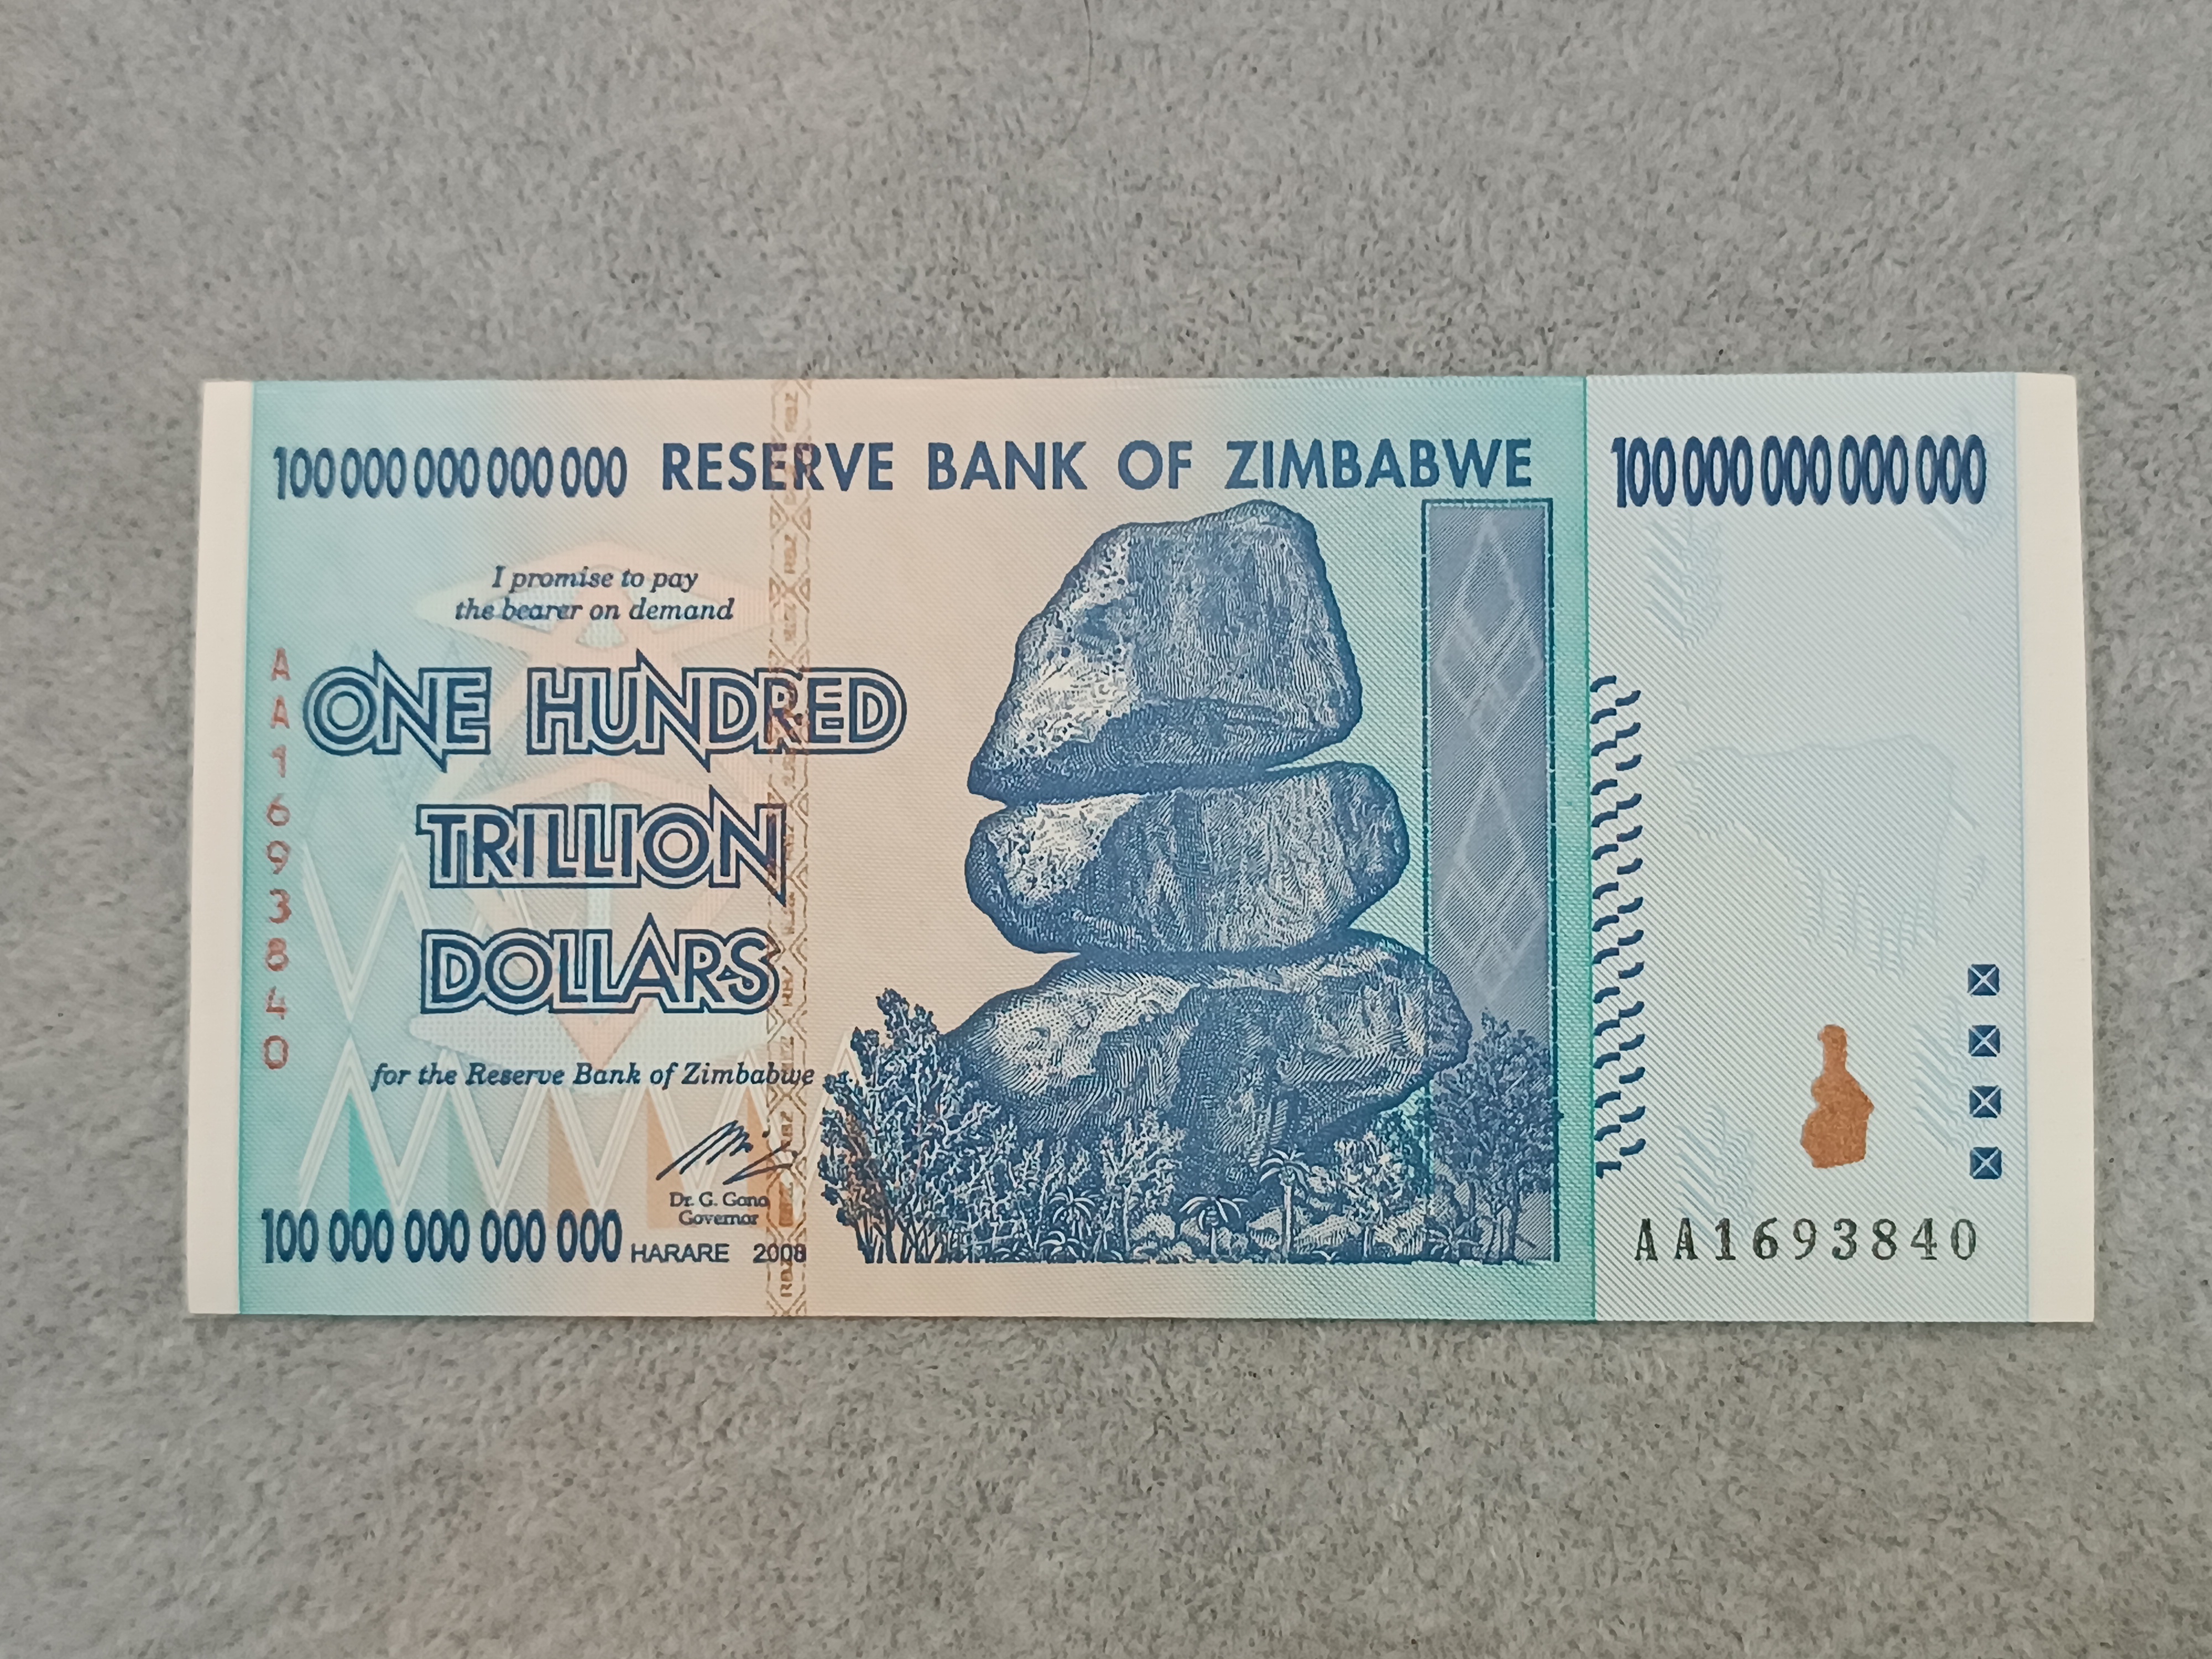 100 000 000 000 000
RESERVE BANK OF ZIMBABWE
100 000 000 000 000
I promise to pay
the bearer on demand
ONE HUNDRED
TRILLION
DOLLARS
for the Reserve Bank of Zimbabwe
Dr. G. Gono
Governor
HARARE 2008
100 000 000 000 000
AA1693840
AA1693840
RBZ